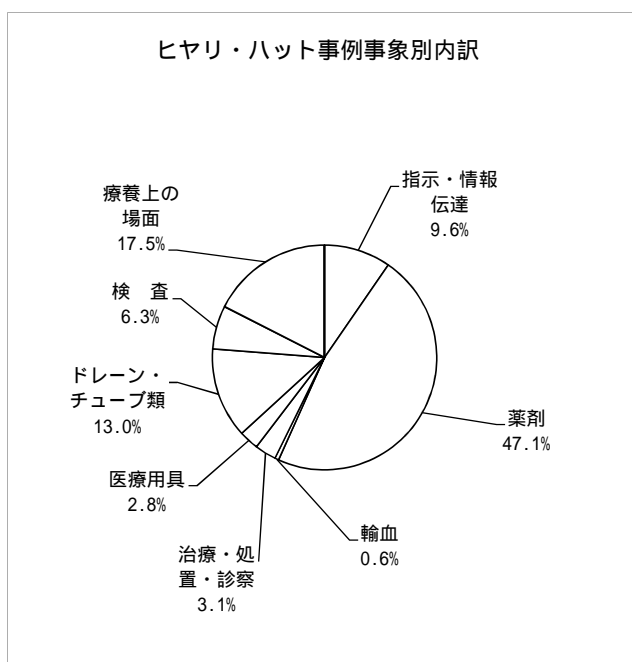 ヒヤリ・ハット事例事象別内訳
指示・情報
伝達
9.6%
薬剤
47.1%
輸血
0.6%
治療・処
置・診察
3.1%
医療用具
2.8%
ドレーン・
チューブ類
13.0%
検　査
6.3%
療養上の
場面
17.5%